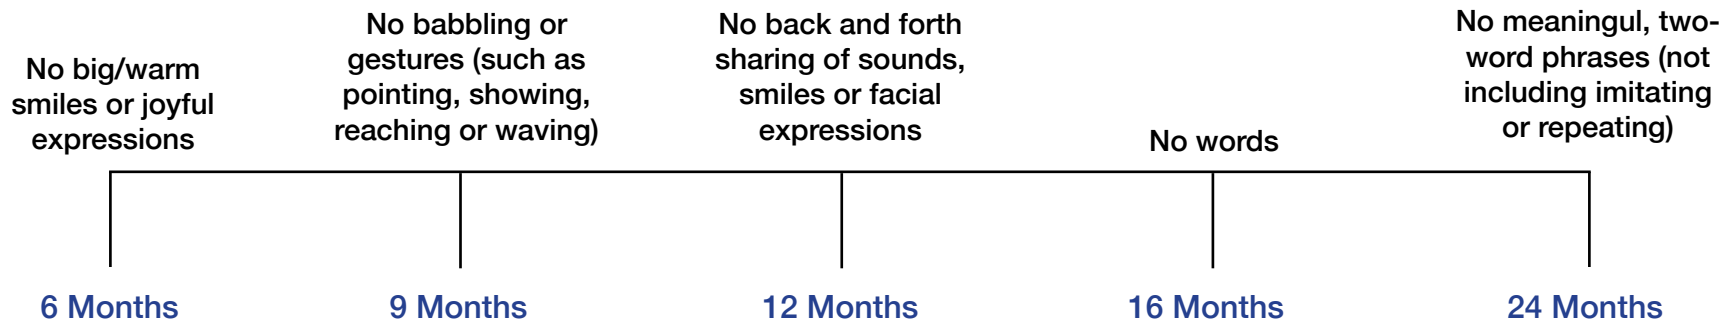 No big/warm
smiles or joyful
expressions
No babbling or
gestures (such as
pointing, showing,
reaching or waving)
No back and forth
sharing of sounds,
smiles or facial
expressions
No words
No meaningul, two-
word phrases (not
including imitating
or repeating)
6 Months
9 Months
12 Months
16 Months
24 Months